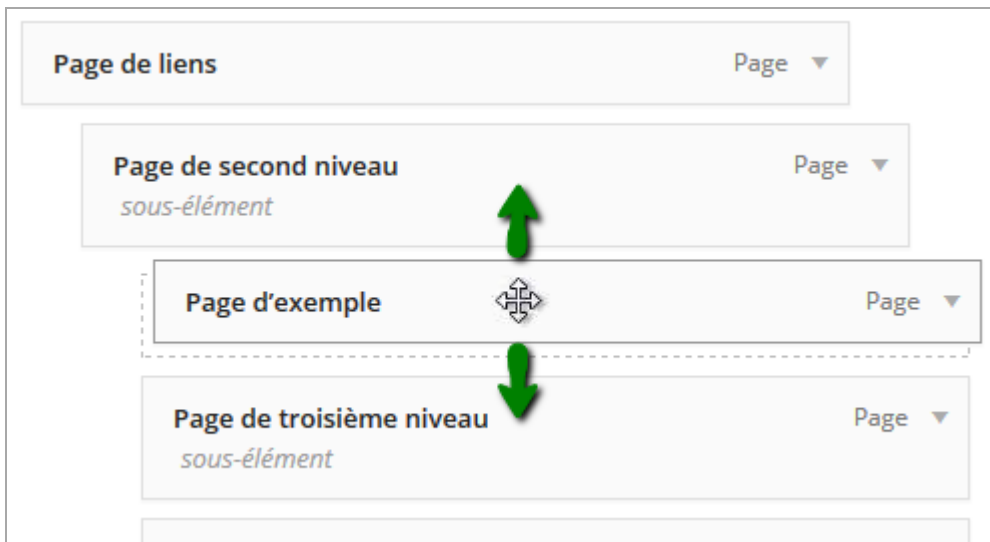 Page de liens Page
Page de second niveau Page
sous-élément
Page d’exemple Page
Page de troisième niveau Page
sous-élément